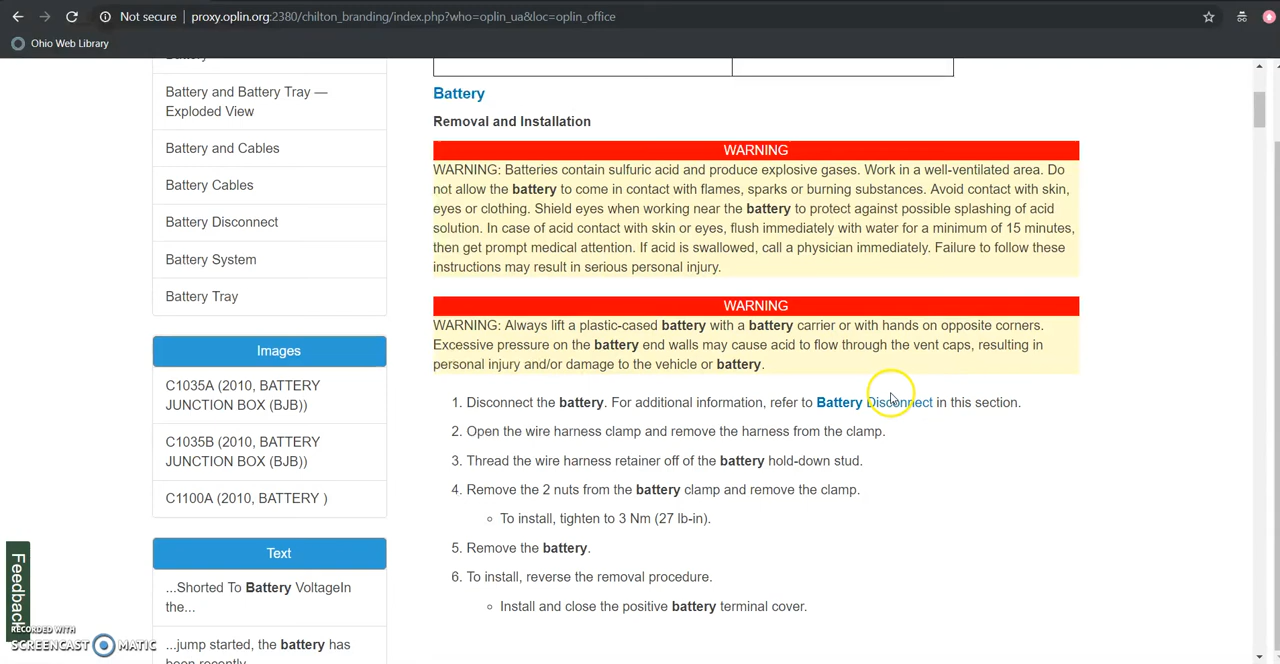 Not secure proxy.oplin.org:2380/chilton_branding/index.php?who=oplin_ua&loc=oplin_office
Ohio Web Library
Battery
Battery and Battery Tray —
Exploded View
Battery and Cables
Battery Cables
Battery Disconnect
Battery System
Battery Tray
Images
C1035A (2010, BATTERY
JUNCTION BOX (BJB))
C1035B (2010, BATTERY
JUNCTION BOX (BJB))
C1100A (2010, BATTERY )
Text
...Shorted To Battery VoltageIn
the...
...jump started, the battery has
been recently
Battery
Removal and Installation
WARNING
WARNING: Batteries contain sulfuric acid and produce explosive gases. Work in a well-ventilated area. Do
not allow the battery to come in contact with flames, sparks or burning substances. Avoid contact with skin,
eyes or clothing. Shield eyes when working near the battery to protect against possible splashing of acid
solution. In case of acid contact with skin or eyes, flush immediately with water for a minimum of 15 minutes,
then get prompt medical attention. If acid is swallowed, call a physician immediately. Failure to follow these
instructions may result in serious personal injury.
WARNING
WARNING: Always lift a plastic-cased battery with a battery carrier or with hands on opposite corners.
Excessive pressure on the battery end walls may cause acid to flow through the vent caps, resulting in
personal injury and/or damage to the vehicle or battery.
1. Disconnect the battery. For additional information, refer to Battery Disconnect in this section.
2. Open the wire harness clamp and remove the harness from the clamp.
3. Thread the wire harness retainer off of the battery hold-down stud.
4. Remove the 2 nuts from the battery clamp and remove the clamp.
To install, tighten to 3 Nm (27 lb-in).
5. Remove the battery.
6. To install, reverse the removal procedure.
Install and close the positive battery terminal cover.
Feedback
RECORDED WITH
SCREENCAST MATIC